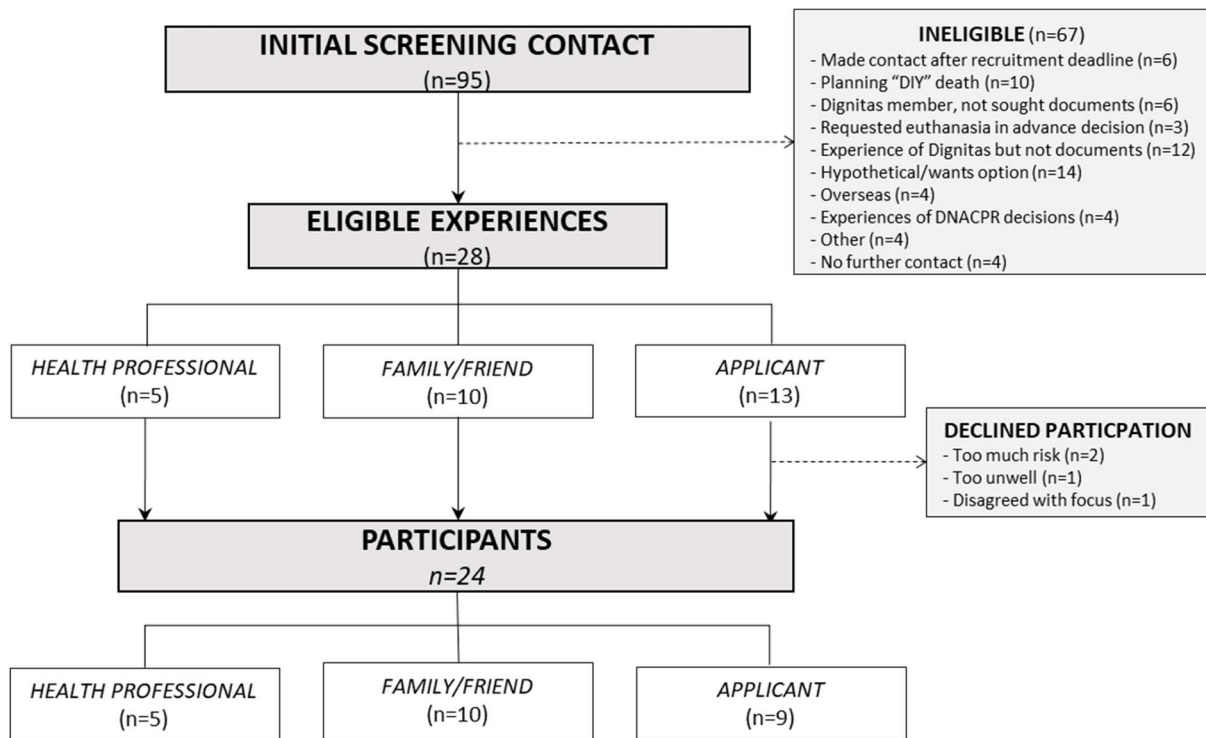 INITIAL SCREENING CONTACT
(n=95)
INELIGIBLE (n=67)
- Made contact after recruitment deadline (n=6)
- Planning “DIY” death (n=10)
- Dignitas member, not sought documents (n=6)
- Requested euthanasia in advance decision (n=3)
- Experience of Dignitas but not documents (n=12)
- Hypothetical/wants option (n=14)
- Overseas (n=4)
- Experiences of DNACPR decisions (n=4)
- Other (n=4)
- No further contact (n=4)
ELIGIBLE EXPERIENCES
(n=28)
HEALTH PROFESSIONAL
(n=5)
FAMILY/FRIEND
(n=10)
APPLICANT
(n=13)
DECLINED PARTICPATION
- Too much risk (n=2)
- Too unwell (n=1)
- Disagreed with focus (n=1)
PARTICIPANTS
n=24
HEALTH PROFESSIONAL
(n=5)
FAMILY/FRIEND
(n=10)
APPLICANT
(n=9)